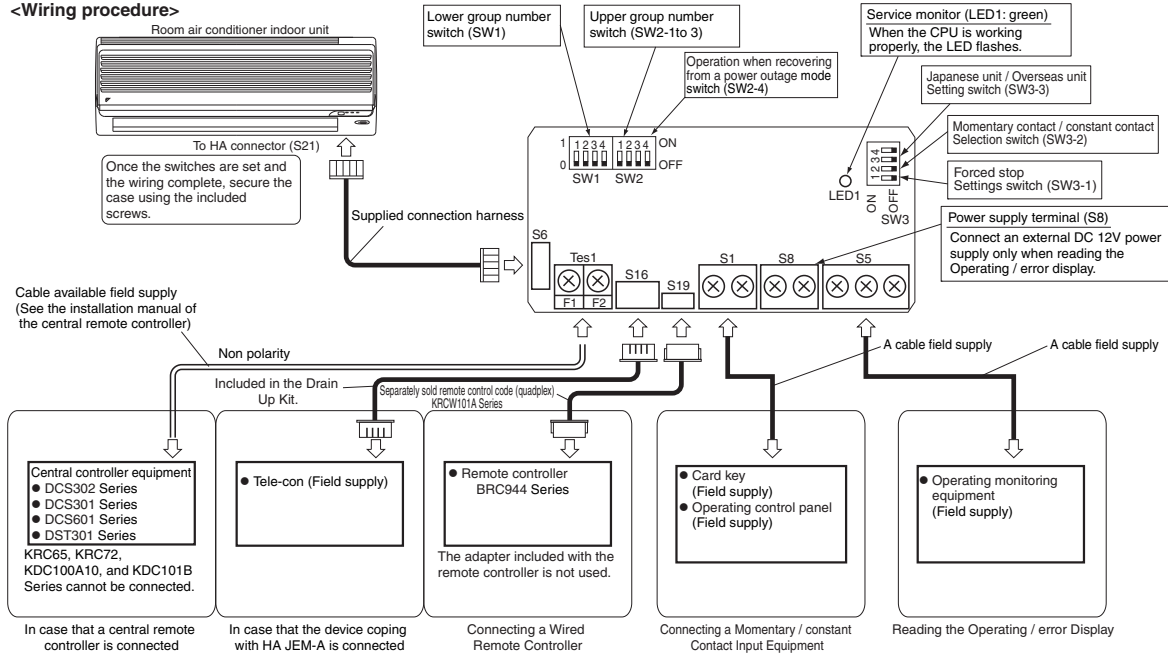 <Wiring procedure>
Room air conditioner indoor unit
To HA connector (S21)
Once the switches are set and
the wiring complete, secure the
case using the included
screws.
Supplied connection harness
Lower group number
switch (SW1)
Upper group number
switch (SW2-1to 3)
Operation when recovering
from a power outage mode
switch (SW2-4)
Service monitor (LED1: green)
When the CPU is working
properly, the LED flashes.
Japanese unit / Overseas unit
Setting switch (SW3-3)
Momentary contact / constant contact
Selection switch (SW3-2)
Forced stop
Settings switch (SW3-1)
Power supply terminal (S8)
Connect an external DC 12V power
supply only when reading the
Operating / error display.
1 1 2 3 4 1 2 3 4 ON
0 OFF
SW1 SW2
LED1
1 2 3 4
ON OFF
SW3
S6
Tes1
F1 F2
S16
S19
S1
S8
S5
Cable available field supply
(See the installation manual of
the central remote controller)
Non polarity
Included in the Drain
Up Kit.
Separately sold remote control code (quadplex)
KRCW101A Series
A cable field supply
A cable field supply
Central controller equipment
● DCS302 Series
● DCS301 Series
● DCS601 Series
● DST301 Series
KRC65, KRC72,
KDC100A10, and KDC101B
Series cannot be connected.
In case that a central remote
controller is connected
● Tele-con (Field supply)
In case that the device coping
with HA JEM-A is connected
● Remote controller
BRC944 Series
The adapter included with the
remote controller is not used.
Connecting a Wired
Remote Controller
● Card key
(Field supply)
● Operating control panel
(Field supply)
Connecting a Momentary / constant
Contact Input Equipment
● Operating monitoring
equipment
(Field supply)
Reading the Operating / error Display